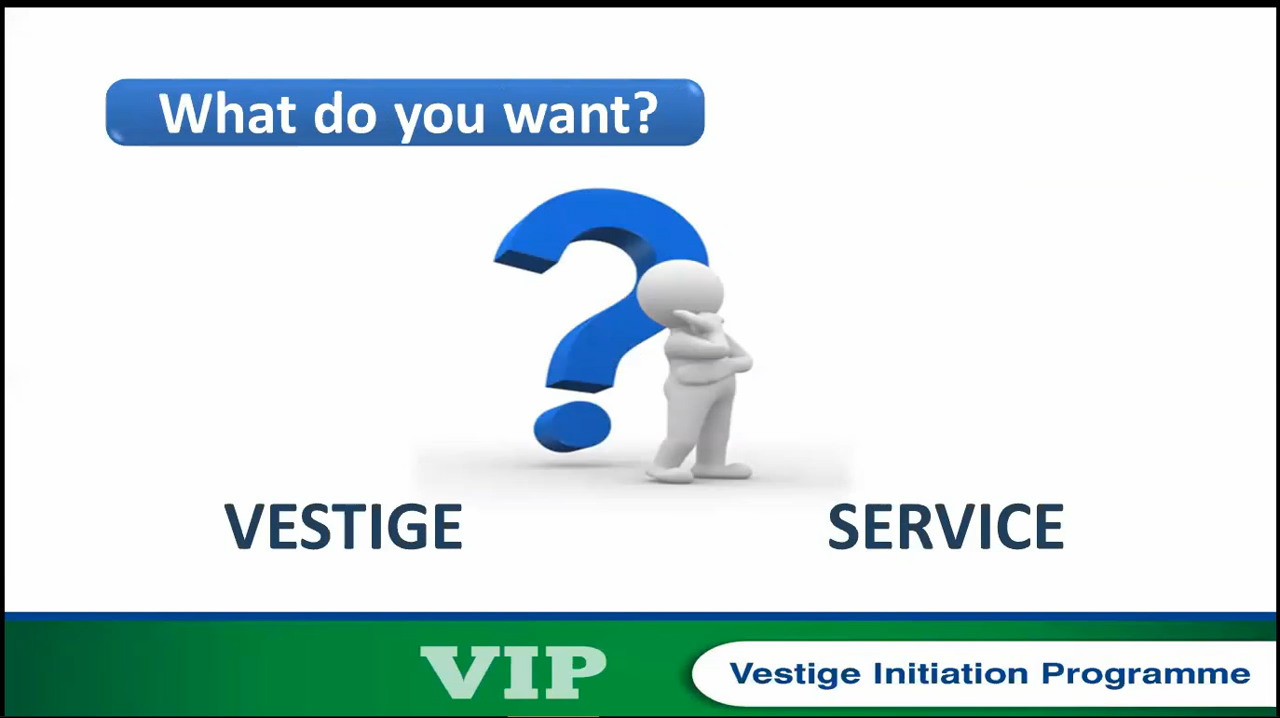 What do you want?
VESTIGE
SERVICE
VIP
Vestige Initiation Programme